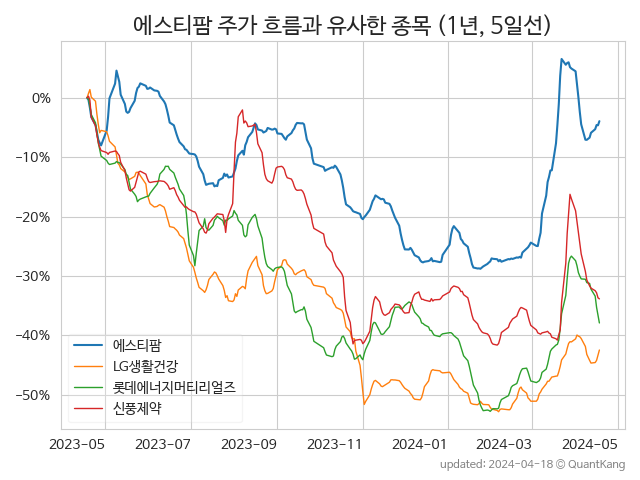 에스티팜 주가 흐름과 유사한 종목 (1년, 5일선)
0%
−10%
−20%
−30%
−40%
−50%
에스티팜
LG생활건강
롯데에너지머티리얼즈
신풍제약
2023-05 2023-07 2023-09 2023-11 2024-01 2024-03 2024-05
updated: 2024-04-18 © QuantKang